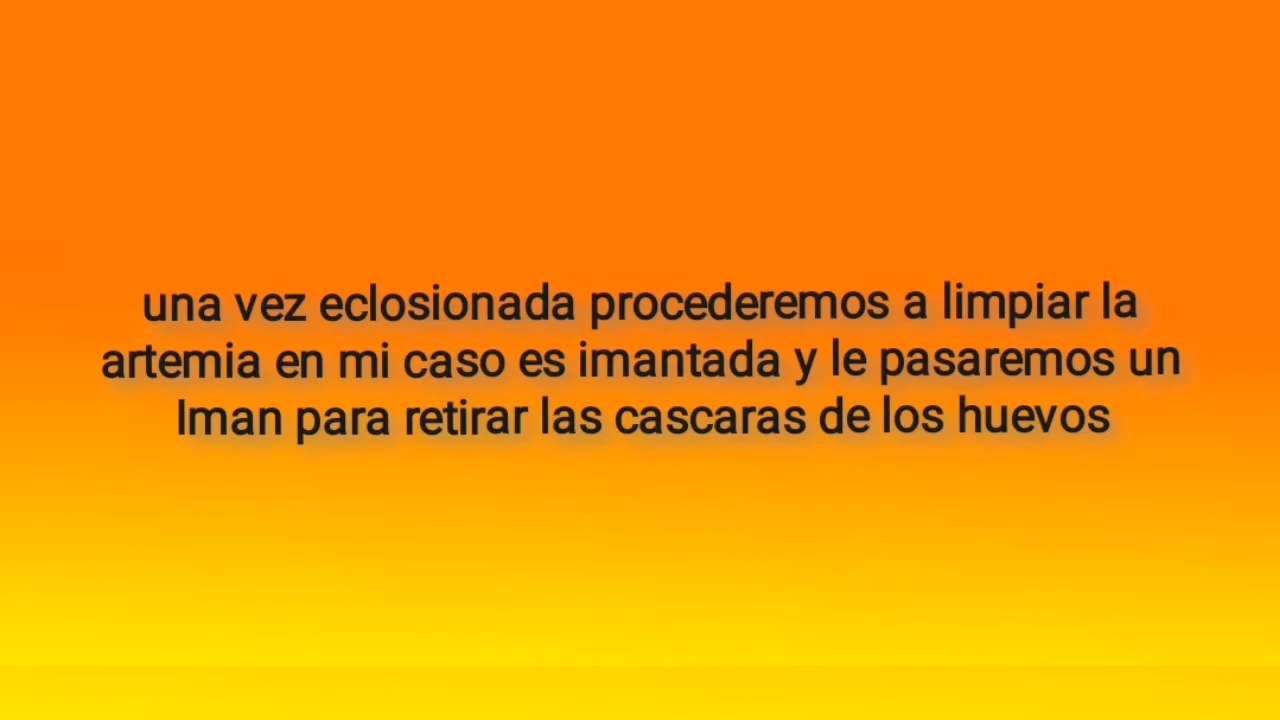 una vez eclosionada procederemos a limpiar la
artemia en mi caso es imantada y le pasaremos un
Iman para retirar las cascaras de los huevos